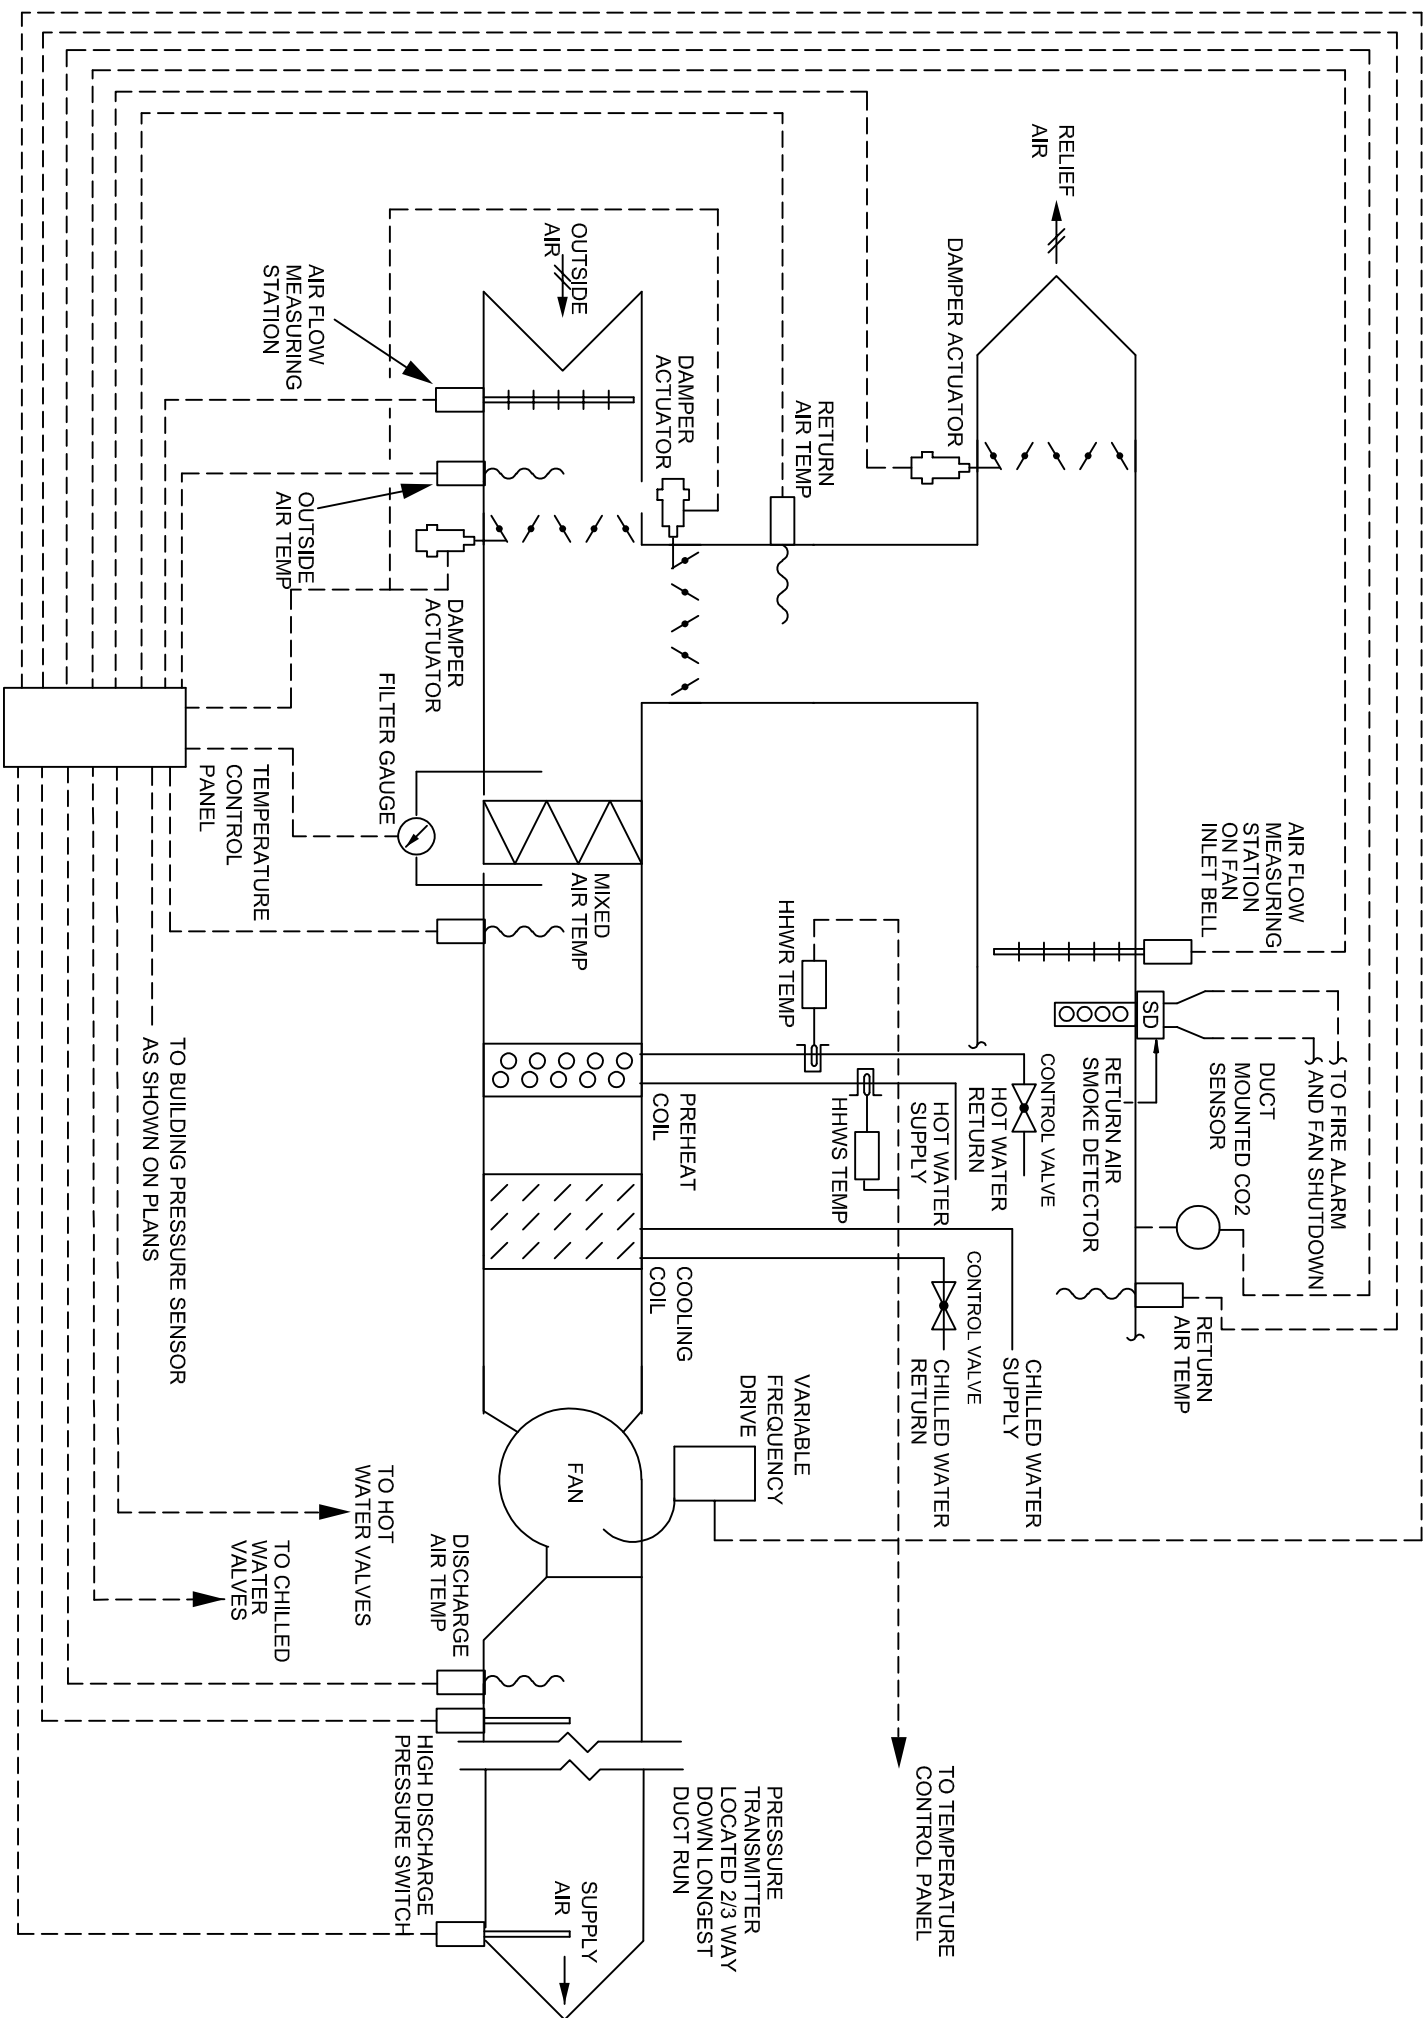 RELIEF
AIR
DAMPER ACTUATOR
AIR FLOW
MEASURING
STATION
ON FAN
INLET BELL
TO FIRE ALARM
AND FAN SHUTDOWN
SD
RETURN AIR
SMOKE DETECTOR
DUCT
MOUNTED CO2
SENSOR
RETURN
AIR TEMP
RETURN
AIR TEMP
HHWR TEMP
HHWS TEMP
CONTROL VALVE
HOT WATER
RETURN
HOT WATER
SUPPLY
CONTROL VALVE
CHILLED WATER
SUPPLY
CHILLED WATER
RETURN
TO TEMPERATURE
CONTROL PANEL
OUTSIDE
AIR
DAMPER
ACTUATOR
AIR FLOW
MEASURING
STATION
OUTSIDE
AIR TEMP
DAMPER
ACTUATOR
FILTER GAUGE
MIXED
AIR TEMP
PREHEAT
COIL
COOLING
COIL
VARIABLE
FREQUENCY
DRIVE
FAN
DISCHARGE
AIR TEMP
HIGH DISCHARGE
PRESSURE SWITCH
PRESSURE
TRANSMITTER
LOCATED 2/3 WAY
DOWN LONGEST
DUCT RUN
SUPPLY
AIR
TEMPERATURE
CONTROL
PANEL
TO BUILDING PRESSURE SENSOR
AS SHOWN ON PLANS
TO HOT
WATER VALVES
TO CHILLED
WATER
VALVES